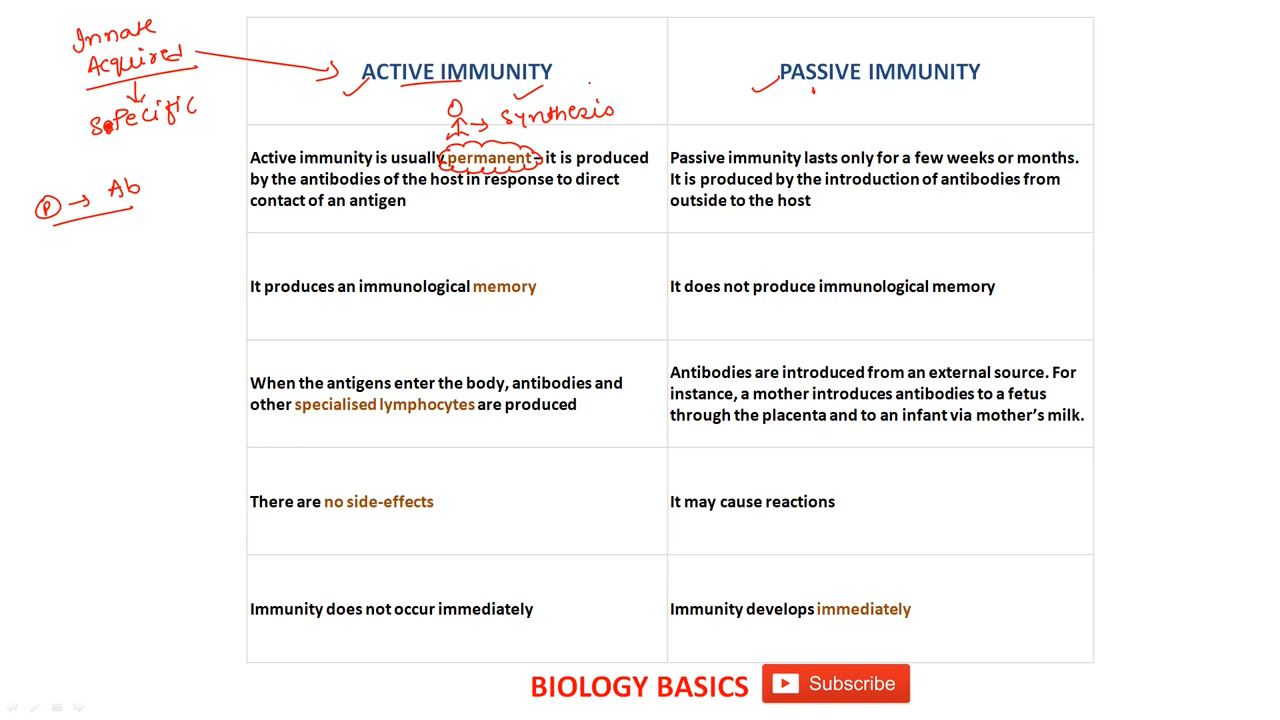 Innate
Acquired
Specific
P → Ab
ACTIVE IMMUNITY
→ Synthesis
PASSIVE IMMUNITY
Active immunity is usually permanent – it is produced
by the antibodies of the host in response to direct
contact of an antigen
Passive immunity lasts only for a few weeks or months.
It is produced by the introduction of antibodies from
outside to the host
It produces an immunological memory
It does not produce immunological memory
When the antigens enter the body, antibodies and
other specialised lymphocytes are produced
Antibodies are introduced from an external source. For
instance, a mother introduces antibodies to a fetus
through the placenta and to an infant via mother's milk.
There are no side-effects
It may cause reactions
Immunity does not occur immediately
Immunity develops immediately
BIOLOGY BASICS
Subscribe